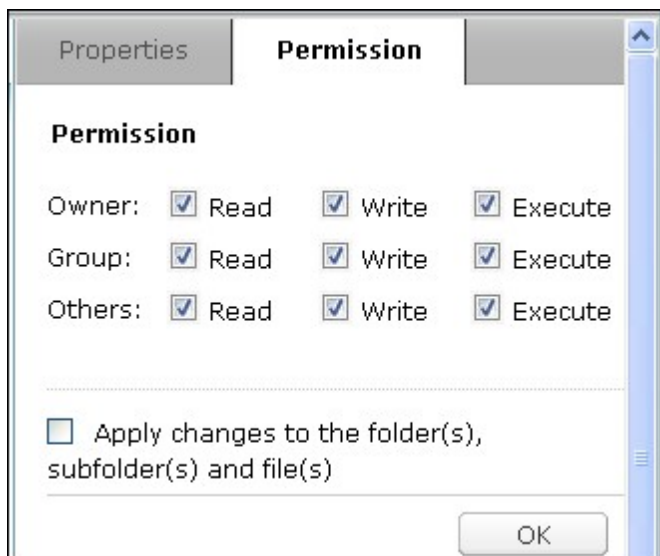 Properties Permission
Permission
Owner: Read Write Execute
Group: Read Write Execute
Others: Read Write Execute
Apply changes to the folder(s),
subfolder(s) and file(s)
OK